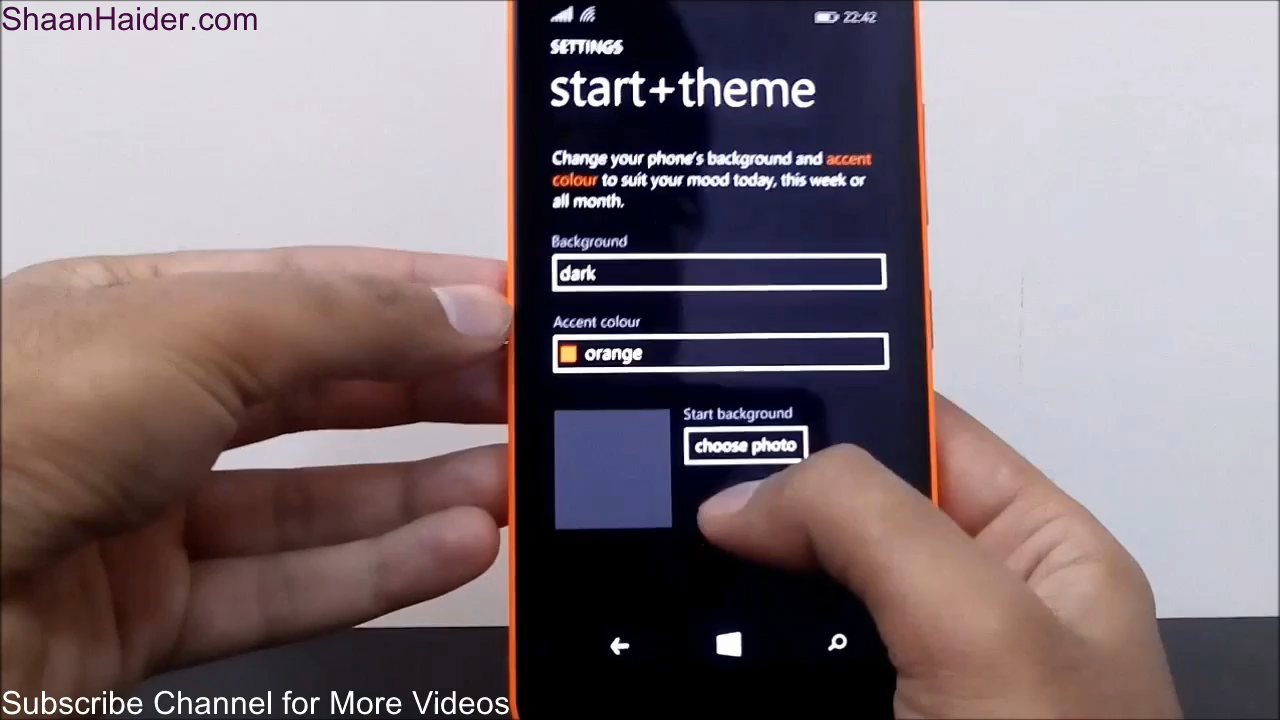 ShaanHaider.com
22:42
SETTINGS
start+theme
Change your phone's background and accent
colour to suit your mood today, this week or
all month.
Background
dark
Accent colour
orange
Start background
choose photo
Subscribe Channel for More Videos